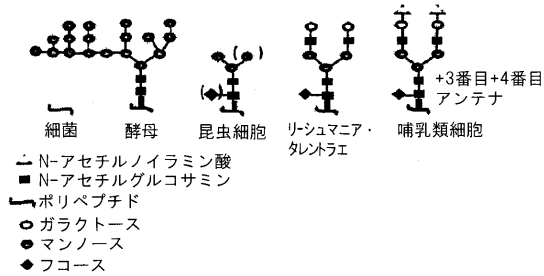 +3番目+4番目
アンテナ
細菌
酵母
昆虫細胞
リーシュマニア・
タレントラエ
哺乳類細胞
N-アセチルノイラミン酸
N-アセチルグルコサミン
ポリペプチド
ガラクトース
マンノース
フコース